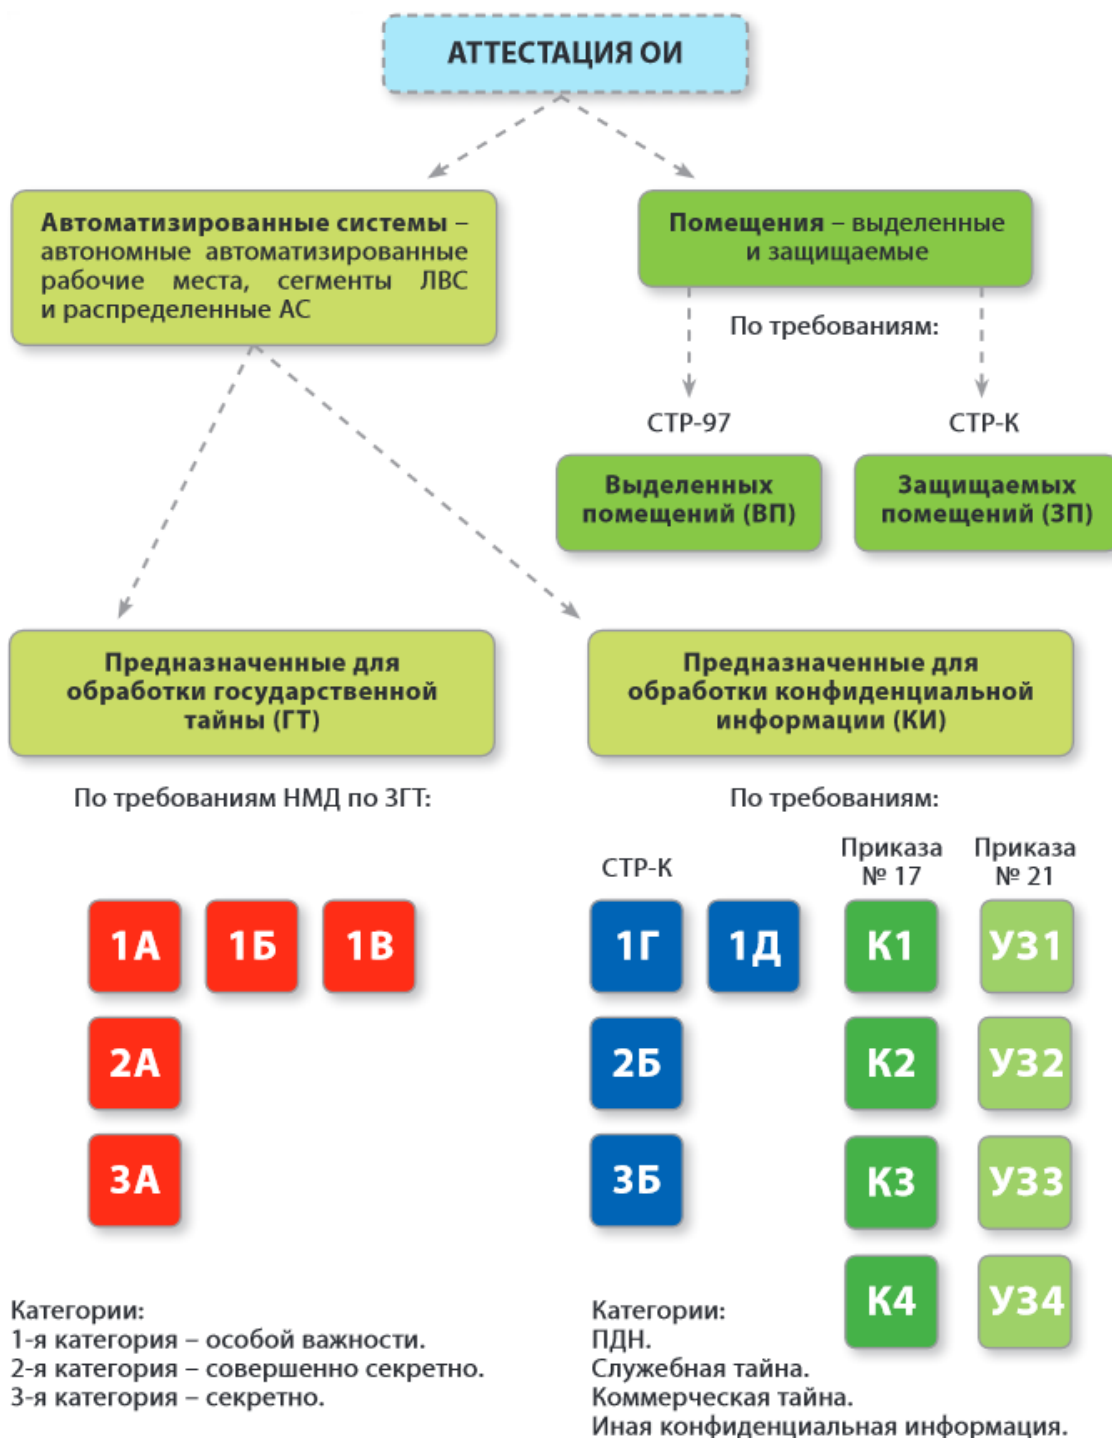 АТТЕСТАЦИЯ ОИ
Автоматизированные системы –
автономные автоматизированные
рабочие места, сегменты ЛВС
и распределенные АС
Помещения – выделенные
и защищаемые
По требованиям:
СТР-97
СТР-К
Выделенных
помещений (ВП)
Защищаемых
помещений (ЗП)
Предназначенные для
обработки государственной
тайны (ГТ)
Предназначенные для
обработки конфиденциальной
информации (КИ)
По требованиям НМД по ЗГТ:
1А 1Б 1В
2А
3А
Категории:
1-я категория – особой важности.
2-я категория – совершенно секретно.
3-я категория – секретно.
По требованиям:
СТР-К
Приказа
№ 17
Приказа
№ 21
1Г 1Д К1 УЗ1
2Б К2 УЗ2
3Б К3 УЗ3
К4 УЗ4
Категории:
ПДН.
Служебная тайна.
Коммерческая тайна.
Иная конфиденциальная информация.